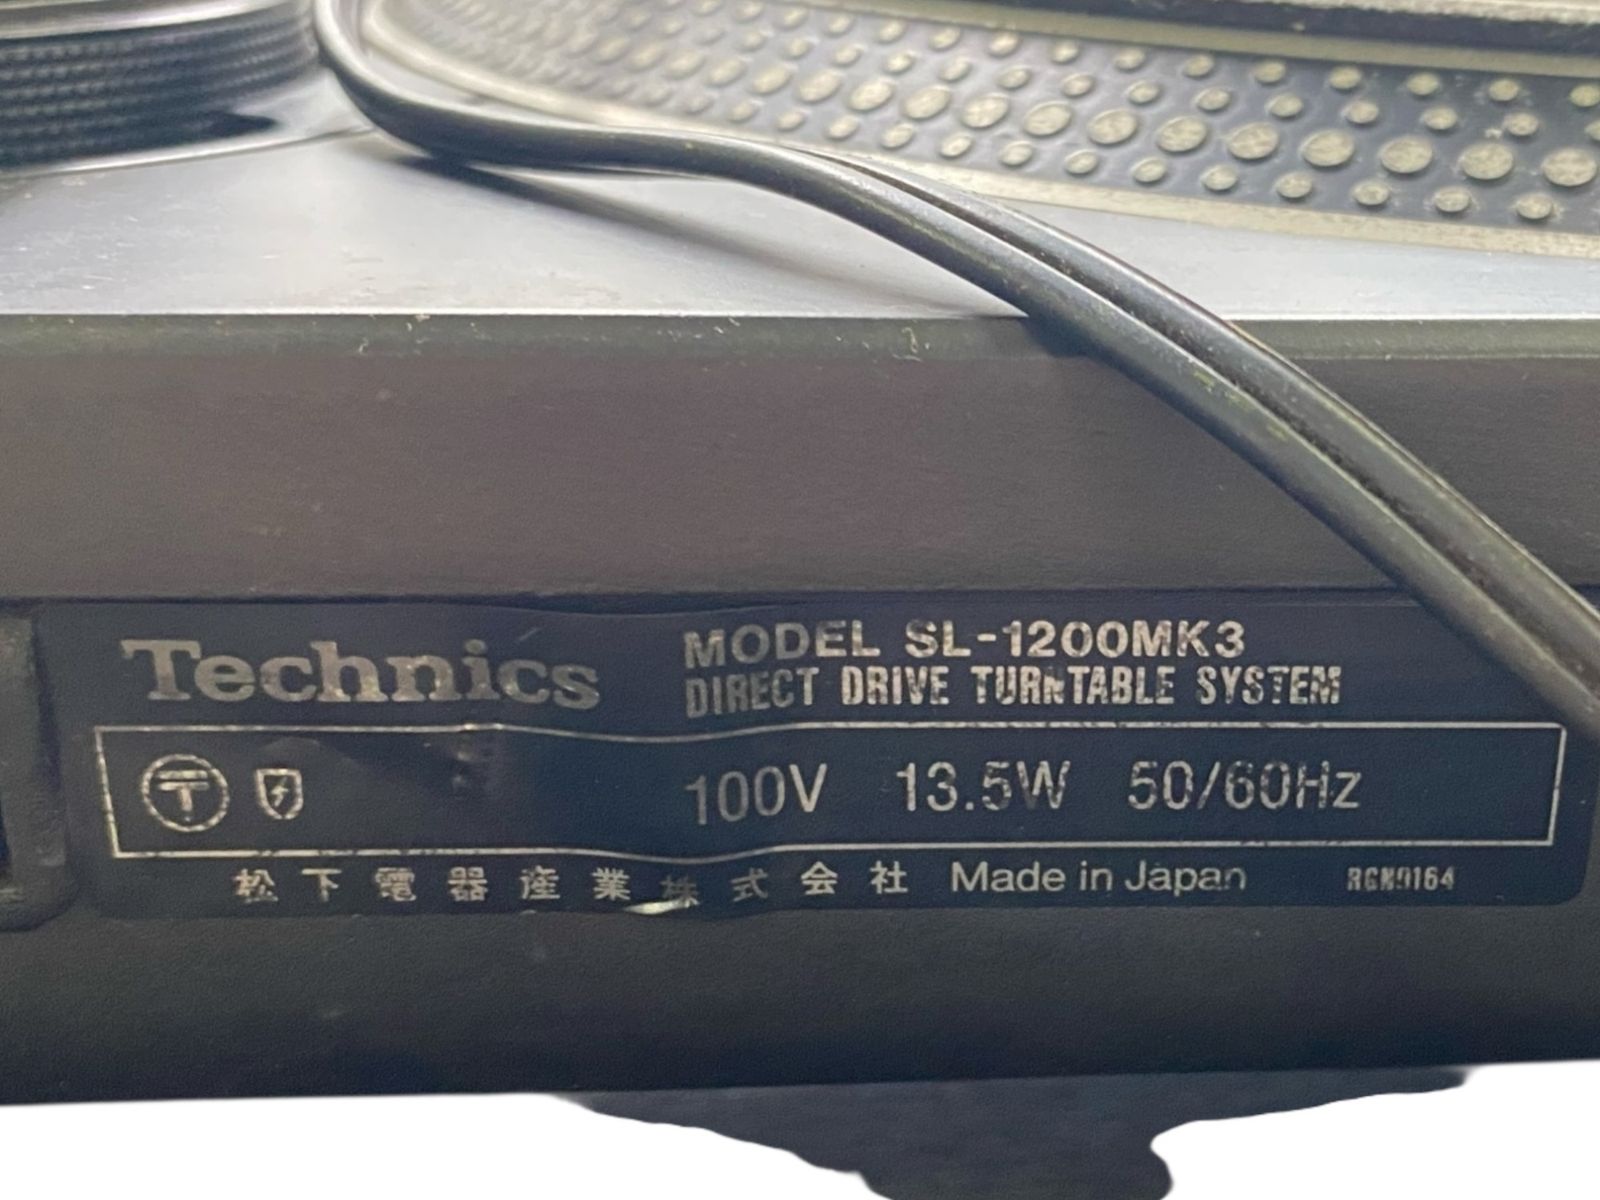 Technics
MODEL SL-1200MK3
DIRECT DRIVE TURNTABLE SYSTEM
〒 100V 13.5W 50/60Hz
松下電器産業株式会社 Made in Japan RGN9164